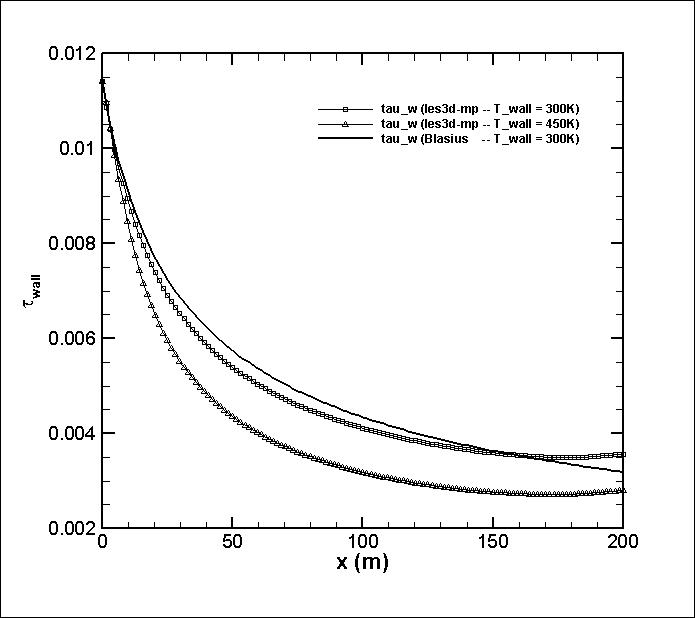 0.012
tau_w (les3d-mp -- T_wall = 300K)
tau_w (les3d-mp -- T_wall = 450K)
tau_w (Blasius -- T_wall = 300K)
0.01
0.008
τwall
0.006
0.004
0.002
0 50 100 150 200
x (m)